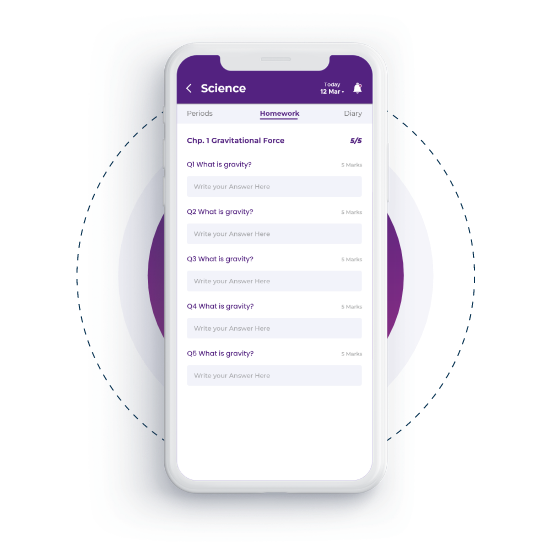 Science
Today
12 Mar
Periods Homework Diary
Chp. 1 Gravitational Force 5/5
Q1 What is gravity? 5 Marks
Write your Answer Here
Q2 What is gravity? 5 Marks
Write your Answer Here
Q3 What is gravity? 5 Marks
Write your Answer Here
Q4 What is gravity? 5 Marks
Write your Answer Here
Q5 What is gravity? 5 Marks
Write your Answer Here